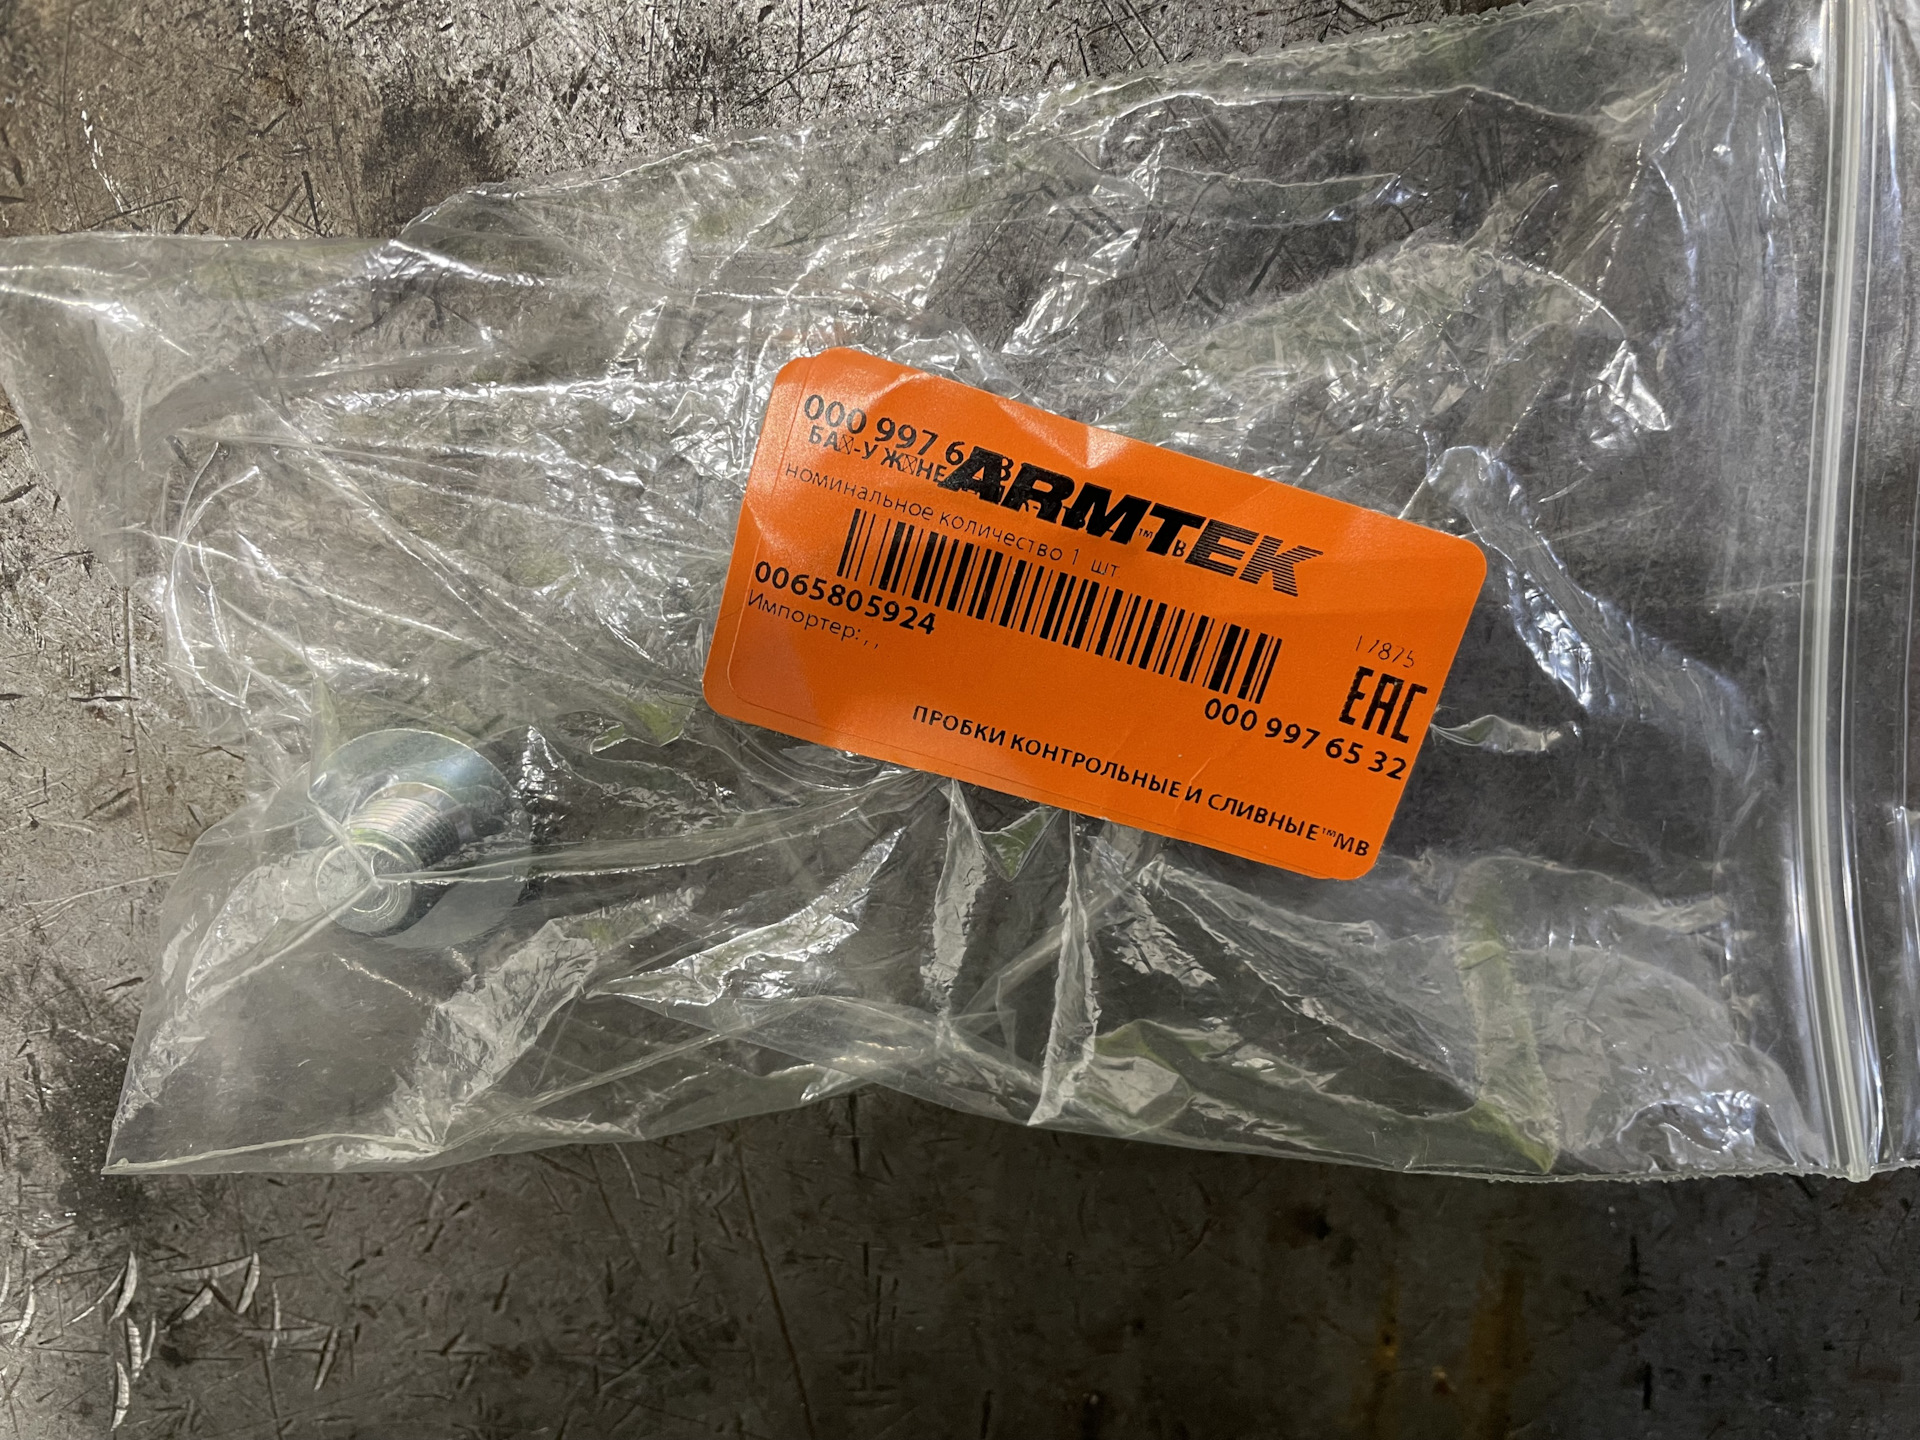 000 997 6
ARMTEK
БА
номинальное количество 1 шт.
0065805924
Импортер: , ,
17875
EAC
000 997 65 32
ПРОБКИ КОНТРОЛЬНЫЕ И СЛИВНЫЕ™MB